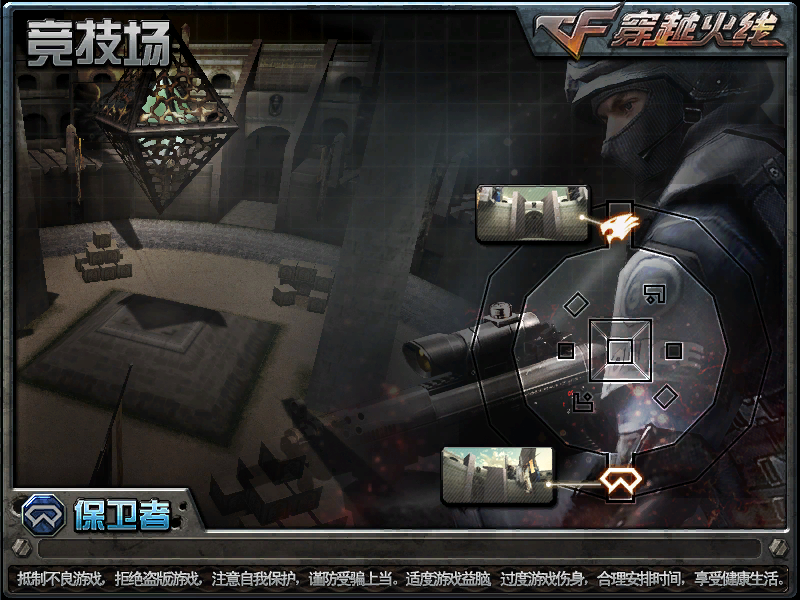 竞技场
CF 穿越火线
保卫者
抵制不良游戏，拒绝盗版游戏，注意自我保护，谨防受骗上当。适度游戏益脑 过度游戏伤身，合理安排时间，享受健康生活。